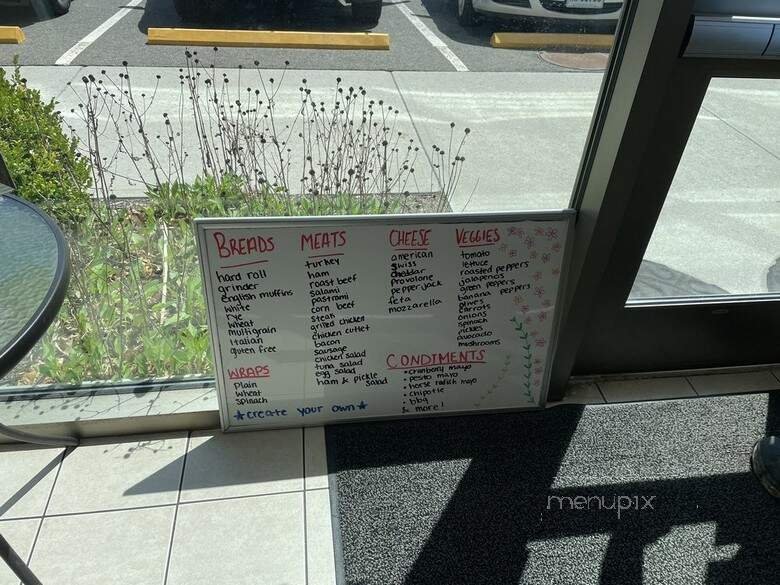 BREADS
hard roll
grinder
english muffins
white
rye
wheat
multigrain
Italian
gluten free
WRAPS
Plain
wheat
spinach
★create your own★
MEATS
turkey
ham
roast beef
salami
pastrami
corn beef
steak
grilled chicken
chicken cutlet
bacon
sausage
chicken salad
tuna salad
egg salad
ham & pickle
salad
CHEESE
american
swiss
cheddar
provolone
pepperjack
feta
mozzarella
VEGGIES
tomato
lettuce
roasted peppers
jalapenos
green peppers
banana peppers
olives
carrots
onions
spinach
pickles
avocado
mushrooms
CONDIMENTS
• cranberry mayo
• pesto mayo
• horse radish mayo
• chipotle
• bbq
& more!
menupix